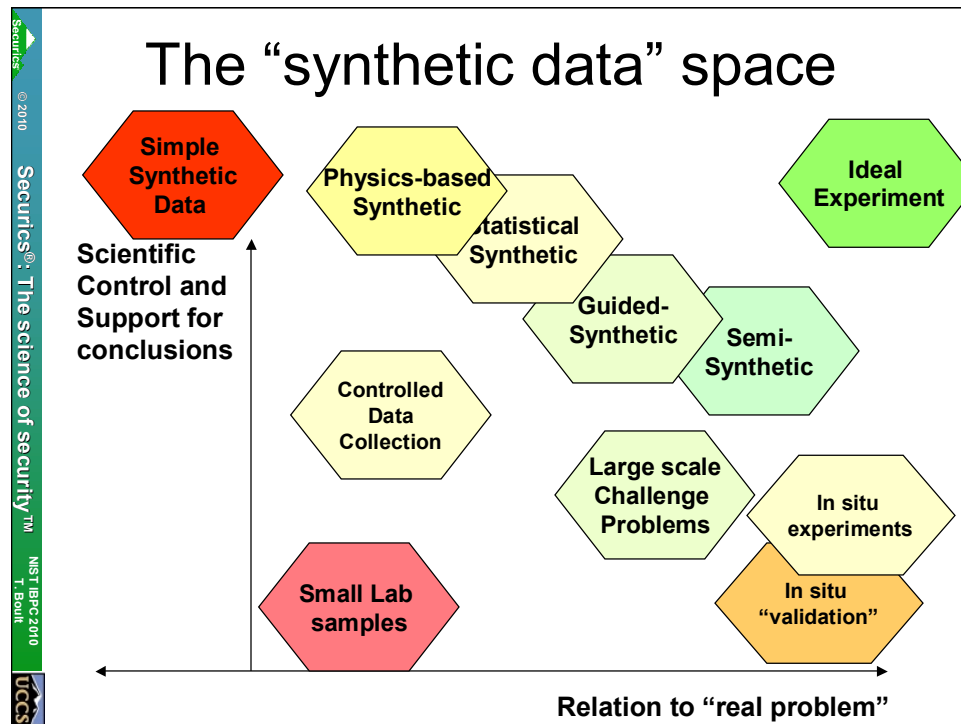 The “synthetic data” space
Simple
Synthetic
Data
Physics-based
Synthetic
Statistical
Synthetic
Ideal
Experiment
Scientific
Control and
Support for
conclusions
Guided-
Synthetic
Semi-
Synthetic
Controlled
Data
Collection
Large scale
Challenge
Problems
In situ
experiments
Small Lab
samples
In situ
“validation”
Relation to “real problem”
Securics®
© 2010
Securics®: The science of security™
NIST IBPC 2010
T. Boult
UCCS